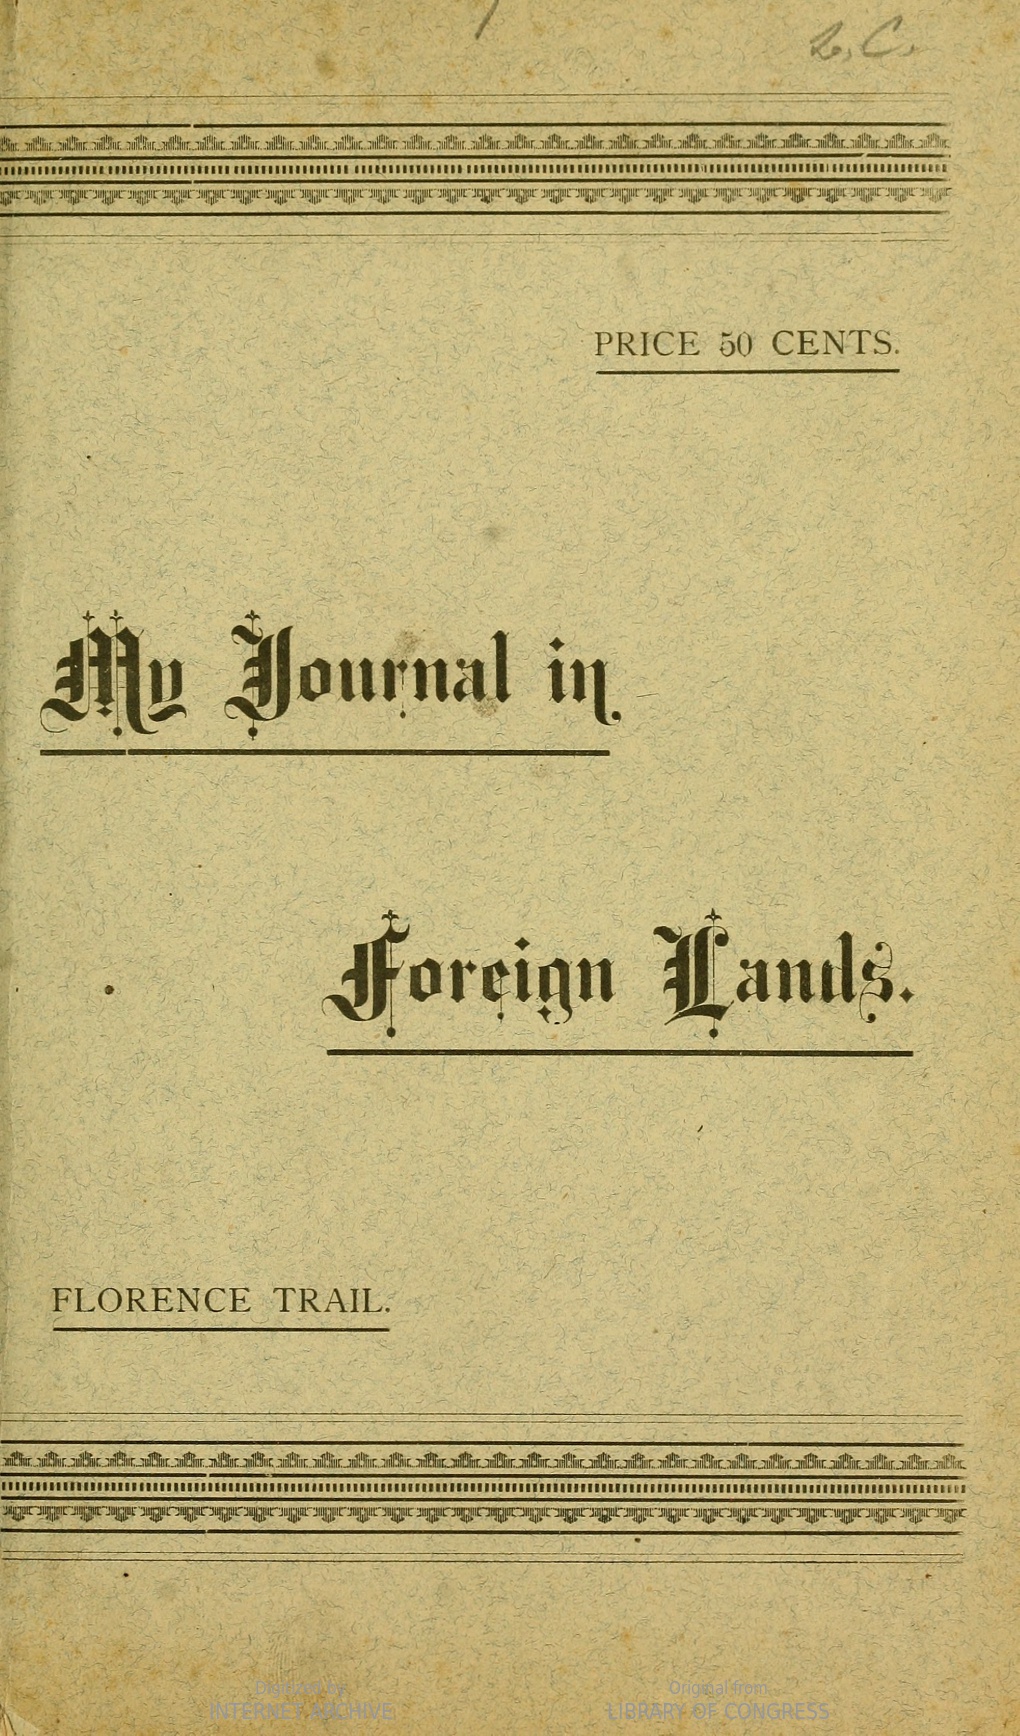 L.C.
PRICE 50 CENTS.
My Journal in
Foreign Lands.
FLORENCE TRAIL.
Digitized by
INTERNET ARCHIVE
Original from
LIBRARY OF CONGRESS